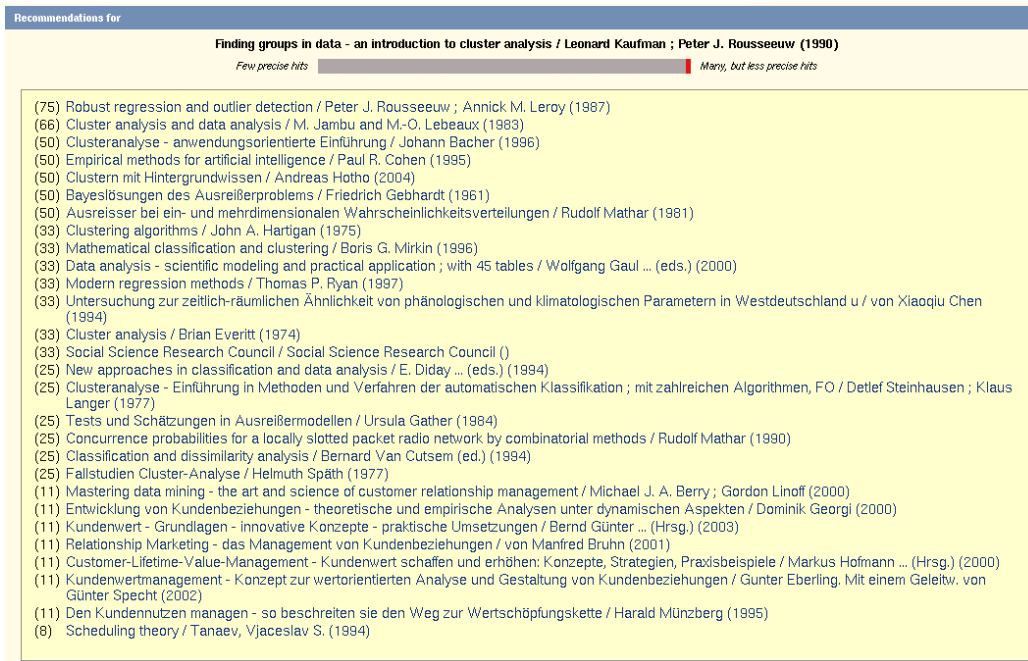 Recommendations for
Finding groups in data - an introduction to cluster analysis / Leonard Kaufman ; Peter J. Rousseeuw (1990)
Few precise hits Many, but less precise hits
(75) Robust regression and outlier detection / Peter J. Rousseeuw ; Annick M. Leroy (1987)
(66) Cluster analysis and data analysis / M. Jambu and M.-O. Lebeaux (1983)
(50) Clusteranalyse - anwendungsorientierte Einführung / Johann Bacher (1996)
(50) Empirical methods for artificial intelligence / Paul R. Cohen (1995)
(50) Clustern mit Hintergrundwissen / Andreas Hotho (2004)
(50) Bayeslösungen des Ausreißerproblems / Friedrich Gebhardt (1961)
(50) Ausreisser bei ein- und mehrdimensionalen Wahrscheinlichkeitsverteilungen / Rudolf Mathar (1981)
(33) Clustering algorithms / John A. Hartigan (1975)
(33) Mathematical classification and clustering / Boris G. Mirkin (1996)
(33) Data analysis - scientific modeling and practical application ; with 45 tables / Wolfgang Gaul ... (eds.) (2000)
(33) Modern regression methods / Thomas P. Ryan (1997)
(33) Untersuchung zur zeitlich-räumlichen Ähnlichkeit von phänologischen und klimatologischen Parametern in Westdeutschland u / von Xiaoqiu Chen
(1994)
(33) Cluster analysis / Brian Everitt (1974)
(33) Social Science Research Council / Social Science Research Council ()
(25) New approaches in classification and data analysis / E. Diday ... (eds.) (1994)
(25) Clusteranalyse - Einführung in Methoden und Verfahren der automatischen Klassifikation ; mit zahlreichen Algorithmen, FO / Detlef Steinhausen ; Klaus
Langer (1977)
(25) Tests und Schätzungen in Ausreißermodellen / Ursula Gather (1984)
(25) Concurrence probabilities for a locally slotted packet radio network by combinatorial methods / Rudolf Mathar (1990)
(25) Classification and dissimilarity analysis / Bernard Van Cutsem (ed.) (1994)
(25) Fallstudien Cluster-Analyse / Helmuth Späth (1977)
(11) Mastering data mining - the art and science of customer relationship management / Michael J. A. Berry ; Gordon Linoff (2000)
(11) Entwicklung von Kundenbeziehungen - theoretische und empirische Analysen unter dynamischen Aspekten / Dominik Georgi (2000)
(11) Kundenwert - Grundlagen - innovative Konzepte - praktische Umsetzungen / Bernd Günter ... (Hrsg.) (2003)
(11) Relationship Marketing - das Management von Kundenbeziehungen / von Manfred Bruhn (2001)
(11) Customer-Lifetime-Value-Management - Kundenwert schaffen und erhöhen: Konzepte, Strategien, Praxisbeispiele / Markus Hofmann ... (Hrsg.) (2000)
(11) Kundenwertmanagement - Konzept zur wertorientierten Analyse und Gestaltung von Kundenbeziehungen / Gunter Eberling. Mit einem Geleitw. von
Günter Specht (2002)
(11) Den Kundennutzen managen - so beschreiten sie den Weg zur Wertschöpfungskette / Harald Münzberg (1995)
(8) Scheduling theory / Tanaev, Vjaceslav S. (1994)